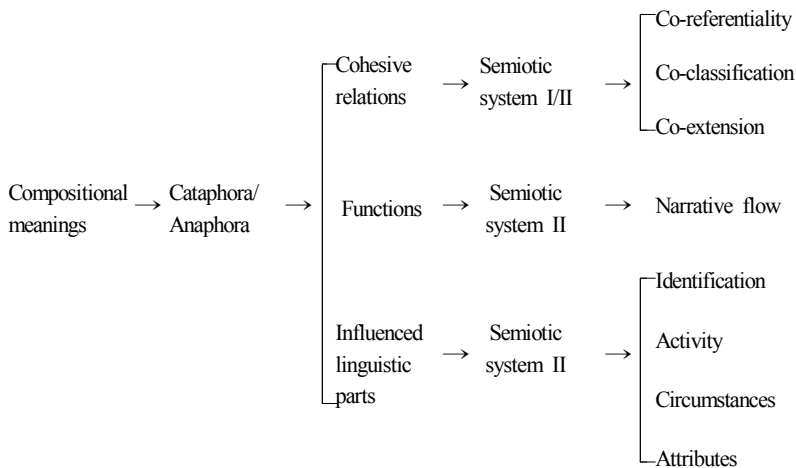 Co-referentiality
Cohesive
relations
→
Semiotic
system I/II
→
Co-classification
Co-extension
Compositional
meanings
→
Cataphora/
Anaphora
→
Functions
→
Semiotic
system II
→
Narrative flow
Identification
Influenced
linguistic
parts
→
Semiotic
system II
→
Activity
Circumstances
Attributes